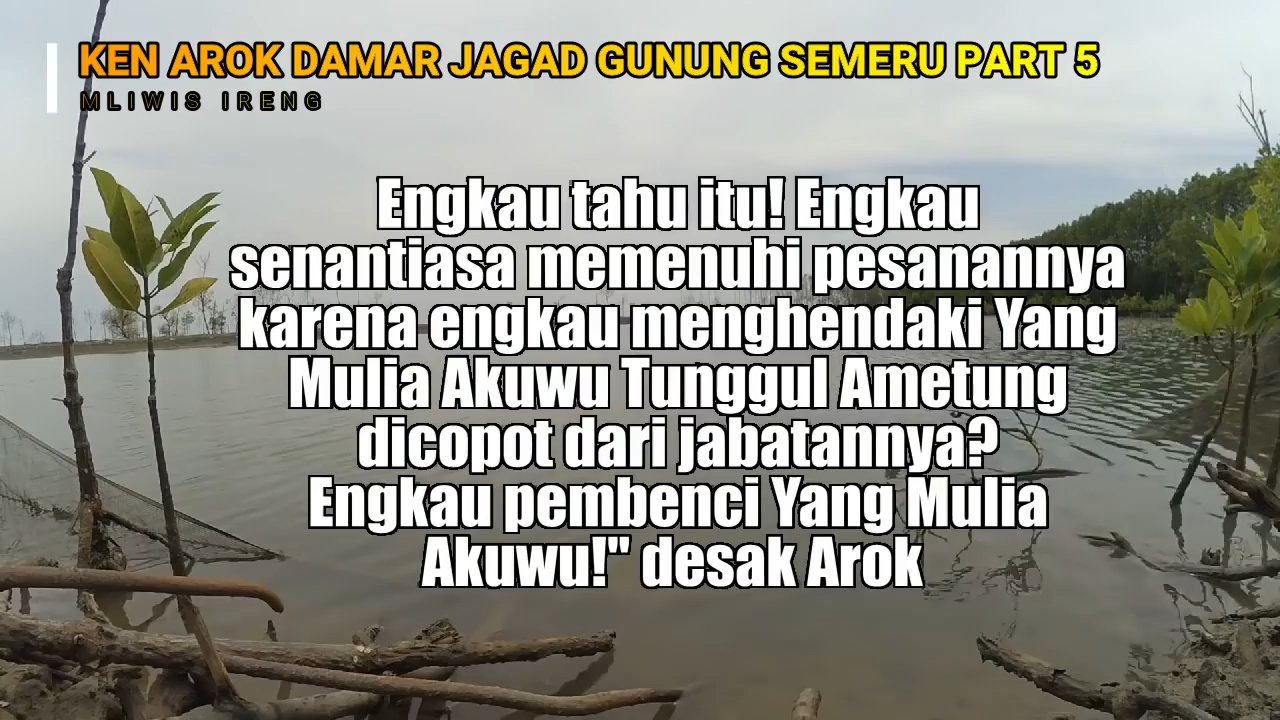 KEN AROK DAMAR JAGAD GUNUNG SEMERU PART 5
MLIWIS IRENG
Engkau tahu itu! Engkau
senantiasa memenuhi pesanannya
karena engkau menghendaki Yang
Mulia Akuwu Tunggul Ametung
dicopot dari jabatannya?
Engkau pembenci Yang Mulia
Akuwu!" desak Arok